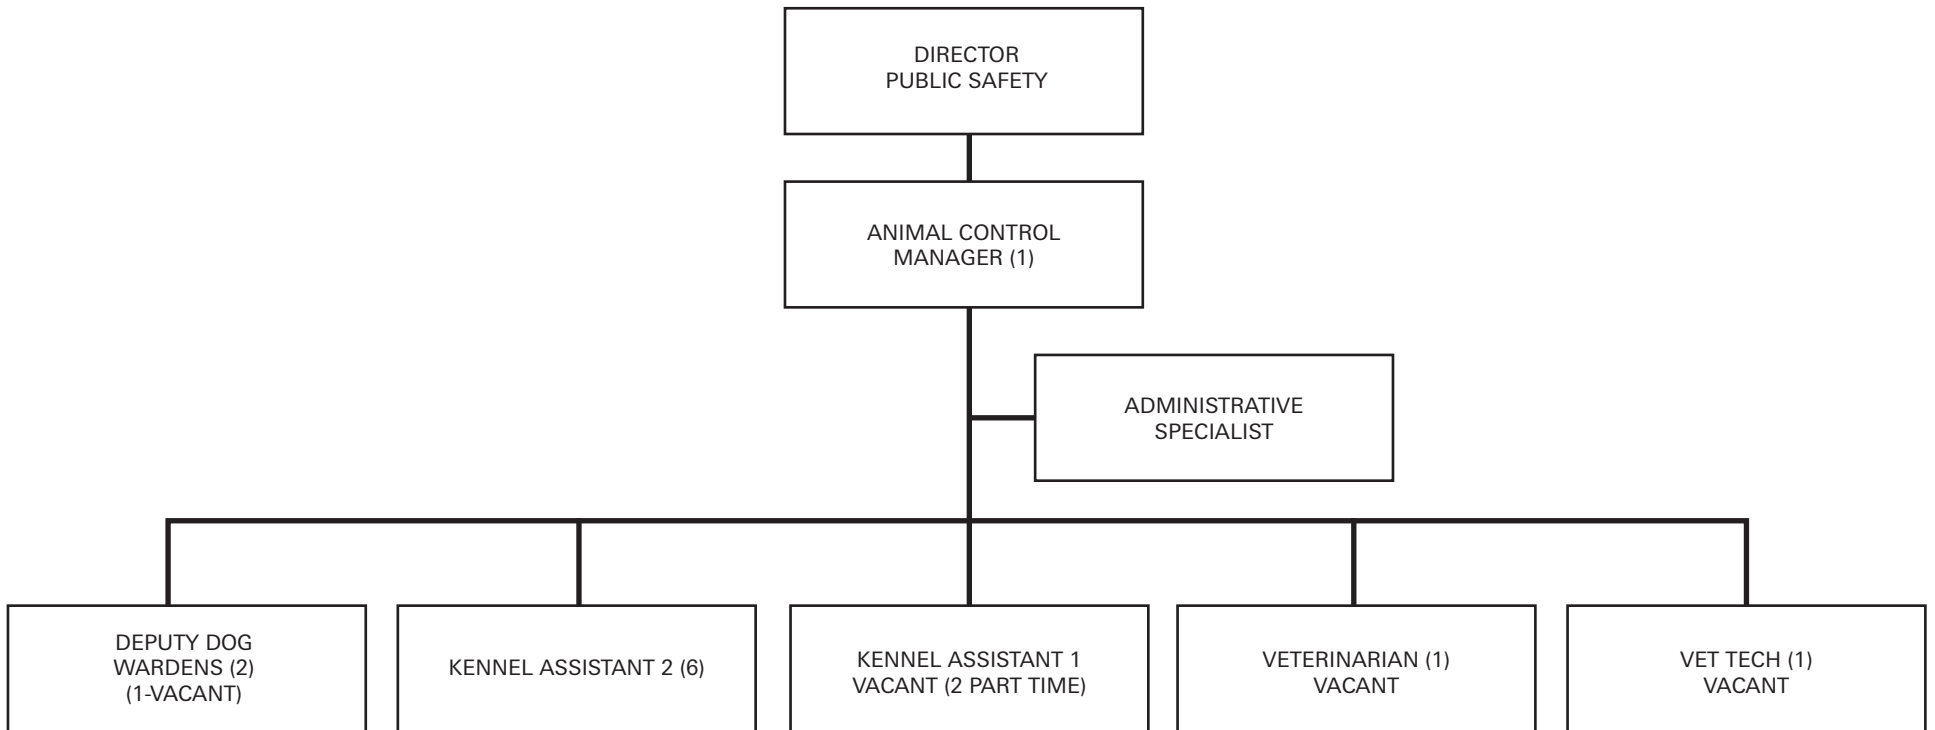 DIRECTOR
PUBLIC SAFETY
ANIMAL CONTROL
MANAGER (1)
ADMINISTRATIVE
SPECIALIST
DEPUTY DOG
WARDENS (2)
(1-VACANT)
KENNEL ASSISTANT 2 (6)
KENNEL ASSISTANT 1
VACANT (2 PART TIME)
VETERINARIAN (1)
VACANT
VET TECH (1)
VACANT